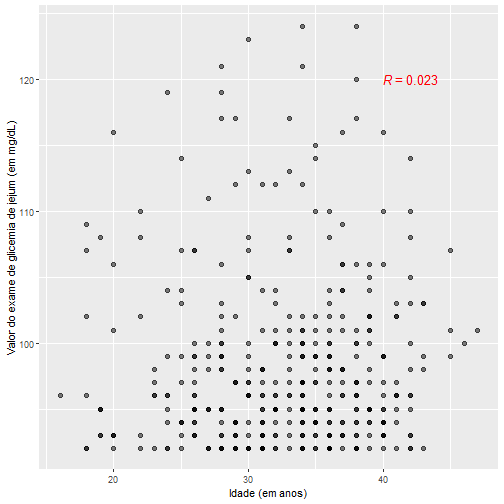 R = 0.023
120
110
100
Valor do exame de glicemia de jejum (em mg/dL)
20
30
40
Idade (em anos)